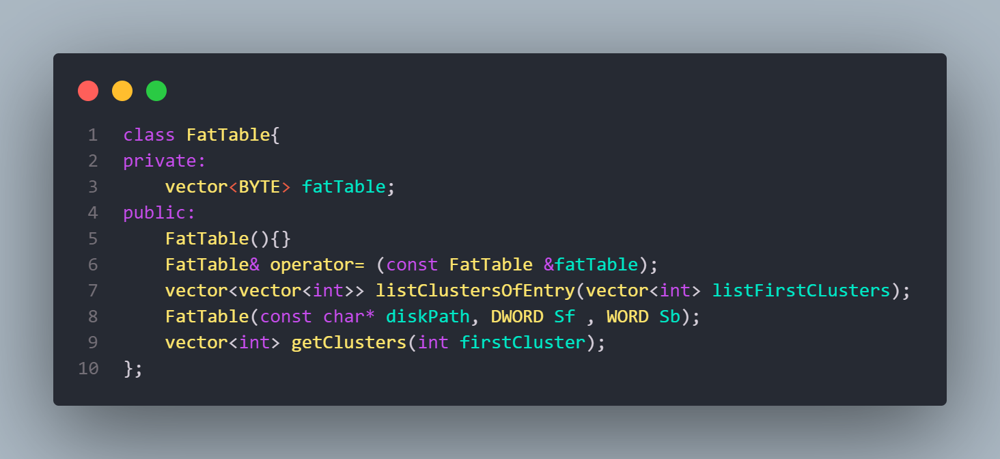 1 class FatTable{
2 private:
3     vector<BYTE> fatTable;
4 public:
5     FatTable(){}
6     FatTable& operator= (const FatTable &fatTable);
7     vector<vector<int>> listClustersOfEntry(vector<int> listFirstCLusters);
8     FatTable(const char* diskPath, DWORD Sf , WORD Sb);
9     vector<int> getClusters(int firstCluster);
10 };